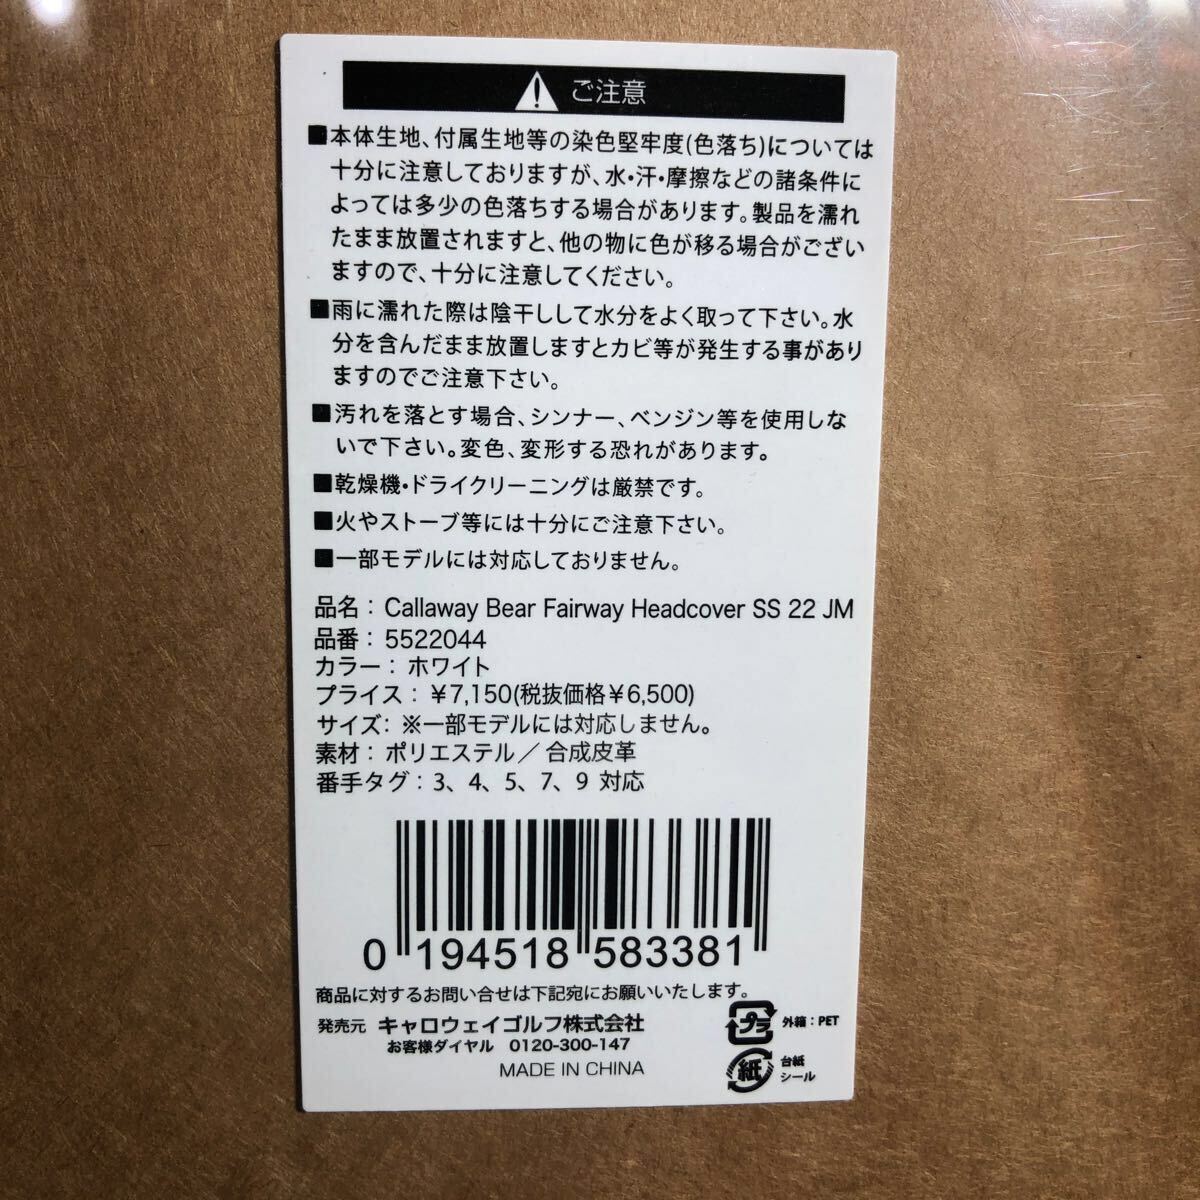 ご注意
■本体生地、付属生地等の染色堅牢度(色落ち)については
十分に注意しておりますが、水・汗・摩擦などの諸条件に
よっては多少の色落ちする場合があります。製品を濡れ
たまま放置されますと、他の物に色が移る場合がござい
ますので、十分に注意してください。
■雨に濡れた際は陰干しして水分をよく取って下さい。水
分を含んだまま放置しますとカビ等が発生する事があり
ますのでご注意下さい。
■汚れを落とす場合、シンナー、ベンジン等を使用しな
いで下さい。変色、変形する恐れがあります。
■乾燥機・ドライクリーニングは厳禁です。
■火やストーブ等には十分にご注意下さい。
■一部モデルには対応しておりません。
品名：Callaway Bear Fairway Headcover SS 22 JM
品番：5522044
カラー：ホワイト
プライス：￥7,150(税抜価格￥6,500)
サイズ：※一部モデルには対応しません。
素材：ポリエステル／合成皮革
番手タグ：3、4、5、7、9 対応
0 194518 583381
商品に対するお問い合せは下記宛にお願いいたします。
発売元 キャロウェイゴルフ株式会社
お客様ダイヤル 0120-300-147
MADE IN CHINA
プラ 外箱：PET
紙 台紙
シール